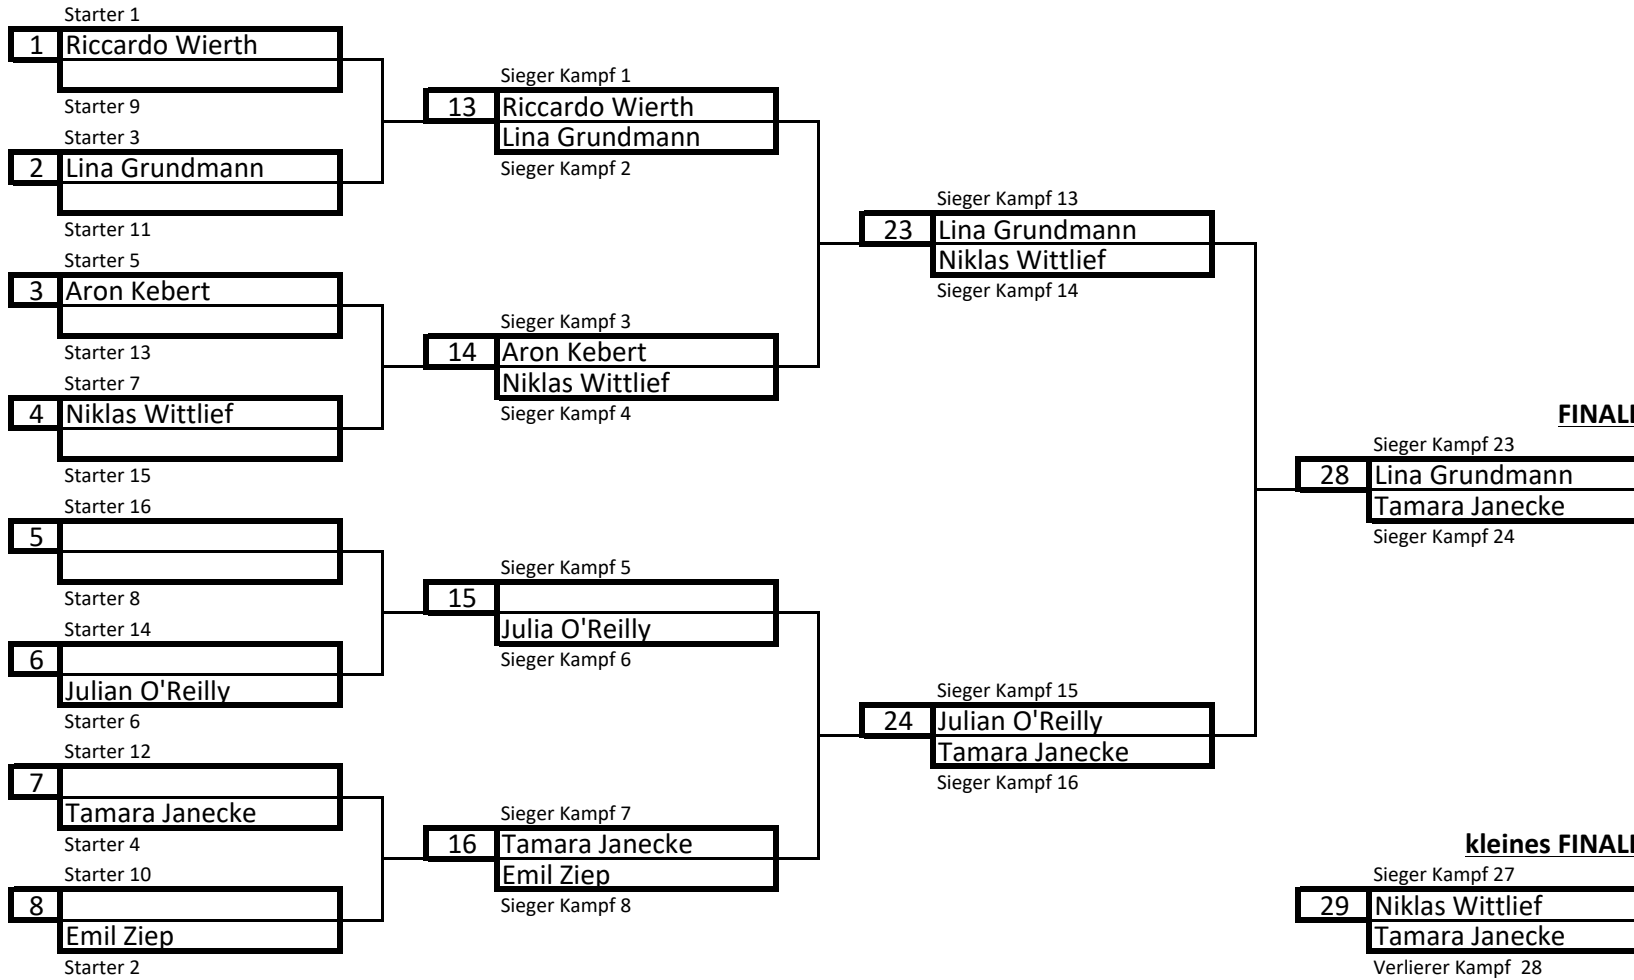 Starter 1
1 Riccardo Wierth
Starter 9
Starter 3
2 Lina Grundmann
Starter 11
Starter 5
3 Aron Kebert
Starter 13
Starter 7
4 Niklas Wittlief
Starter 15
Starter 16
5
Starter 8
Starter 14
6
Julian O'Reilly
Starter 6
Starter 12
7
Tamara Janecke
Starter 4
Starter 10
8
Emil Ziep
Starter 2
Sieger Kampf 1
13 Riccardo Wierth
Lina Grundmann
Sieger Kampf 2
Sieger Kampf 3
14 Aron Kebert
Niklas Wittlief
Sieger Kampf 4
Sieger Kampf 5
15
Julia O'Reilly
Sieger Kampf 6
Sieger Kampf 7
16 Tamara Janecke
Emil Ziep
Sieger Kampf 8
Sieger Kampf 13
23 Lina Grundmann
Niklas Wittlief
Sieger Kampf 14
Sieger Kampf 15
24 Julian O'Reilly
Tamara Janecke
Sieger Kampf 16
FINALE
Sieger Kampf 23
28 Lina Grundmann
Tamara Janecke
Sieger Kampf 24
kleines FINALE
Sieger Kampf 27
29 Niklas Wittlief
Tamara Janecke
Verlierer Kampf 28